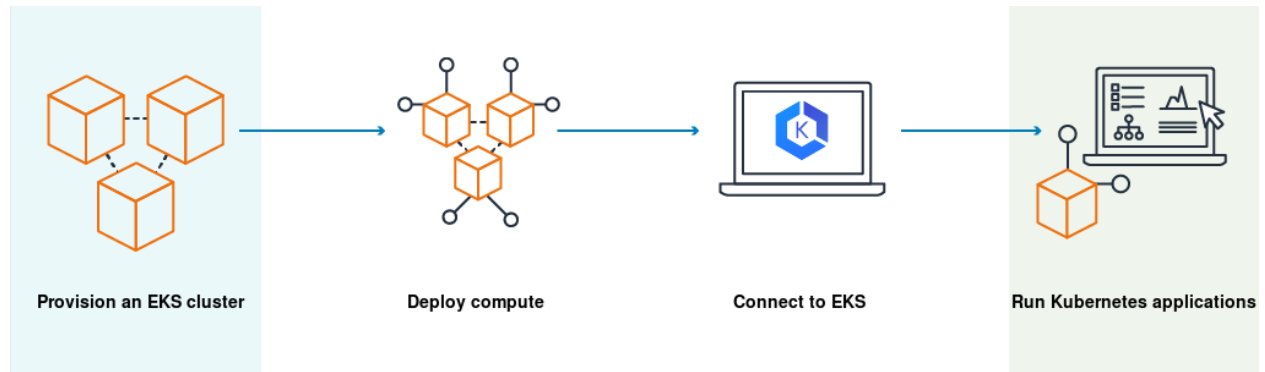 K
Provision an EKS cluster
Deploy compute
Connect to EKS
Run Kubernetes applications